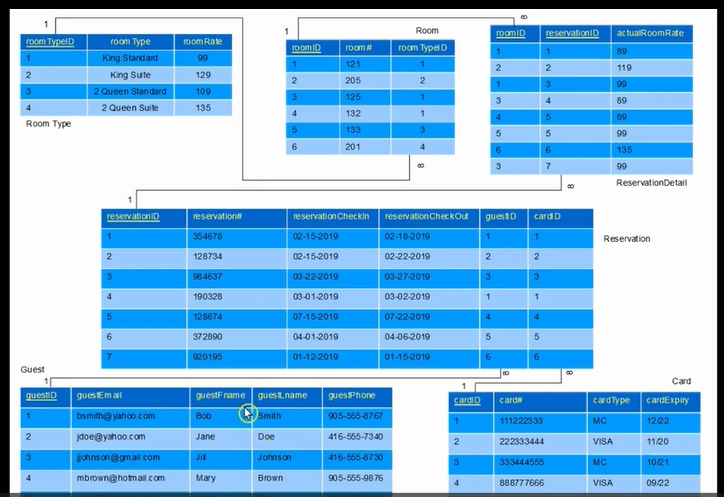 1 ∞
Room
1
roomTypeID roomType roomRate
1 King Standard 99
2 King Suite 129
3 2 Queen Standard 109
4 2 Queen Suite 135
Room Type
roomID room# roomTypeID
1 121 1
2 205 2
3 125 1
4 132 1
5 133 3
6 201 4
∞
roomID reservationID actualRoomRate
1 1 89
2 2 119
1 3 99
3 4 89
4 5 89
5 5 99
6 6 135
3 7 99
ReservationDetail
∞
1
reservationID reservation# reservationCheckIn reservationCheckOut guestID cardID
1 354678 02-15-2019 02-18-2019 1 1
2 128734 02-15-2019 02-22-2019 2 2
3 984637 03-22-2019 03-27-2019 3 3
4 190328 03-01-2019 03-02-2019 1 1
5 128674 07-15-2019 07-22-2019 4 4
6 372890 04-01-2019 04-06-2019 5 5
7 920195 01-12-2019 01-15-2019 6 6
Reservation
∞ ∞
Guest
1
guestID guestEmail guestFname guestLname guestPhone
1 bsmith@yahoo.com Bob Smith 905-555-8767
2 jdoe@yahoo.com Jane Doe 416-555-7340
3 jjohnson@gmail.com Jill Johnson 416-555-8730
4 mbrown@hotmail.com Mary Brown 905-555-9876
Card
1
cardID card# cardType cardExpiry
1 111222333 MC 12/22
2 222333444 VISA 11/20
3 333444555 MC 10/21
4 888777666 VISA 09/22